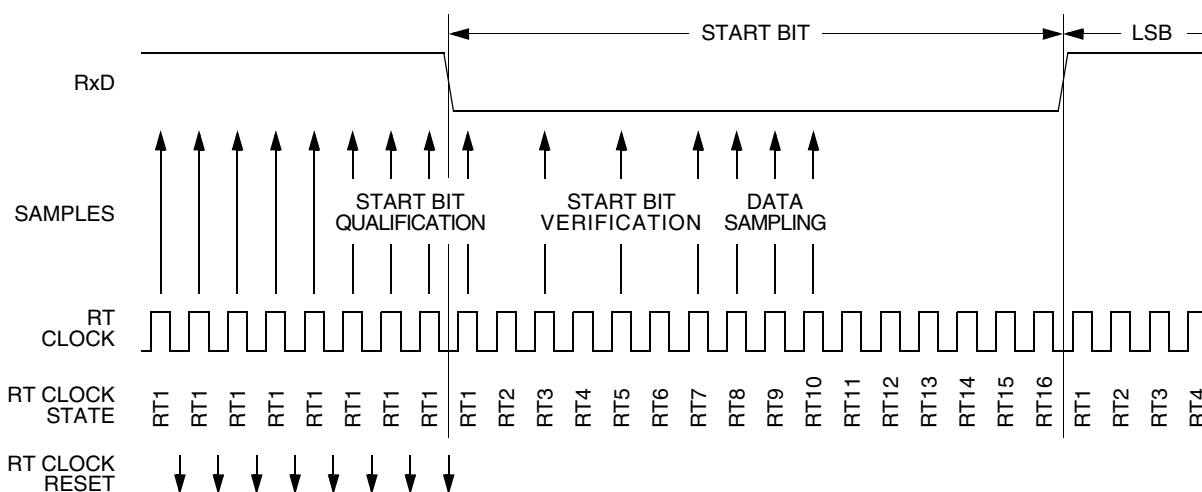 START BIT
LSB
RxD
SAMPLES
START BIT
QUALIFICATION
START BIT
VERIFICATION
DATA
SAMPLING
RT
CLOCK
RT CLOCK
STATE
RT1 RT1 RT1 RT1 RT1 RT1 RT1 RT1 RT1 RT2 RT3 RT4 RT5 RT6 RT7 RT8 RT9 RT10 RT11 RT12 RT13 RT14 RT15 RT16 RT1 RT2 RT3 RT4
RT CLOCK
RESET